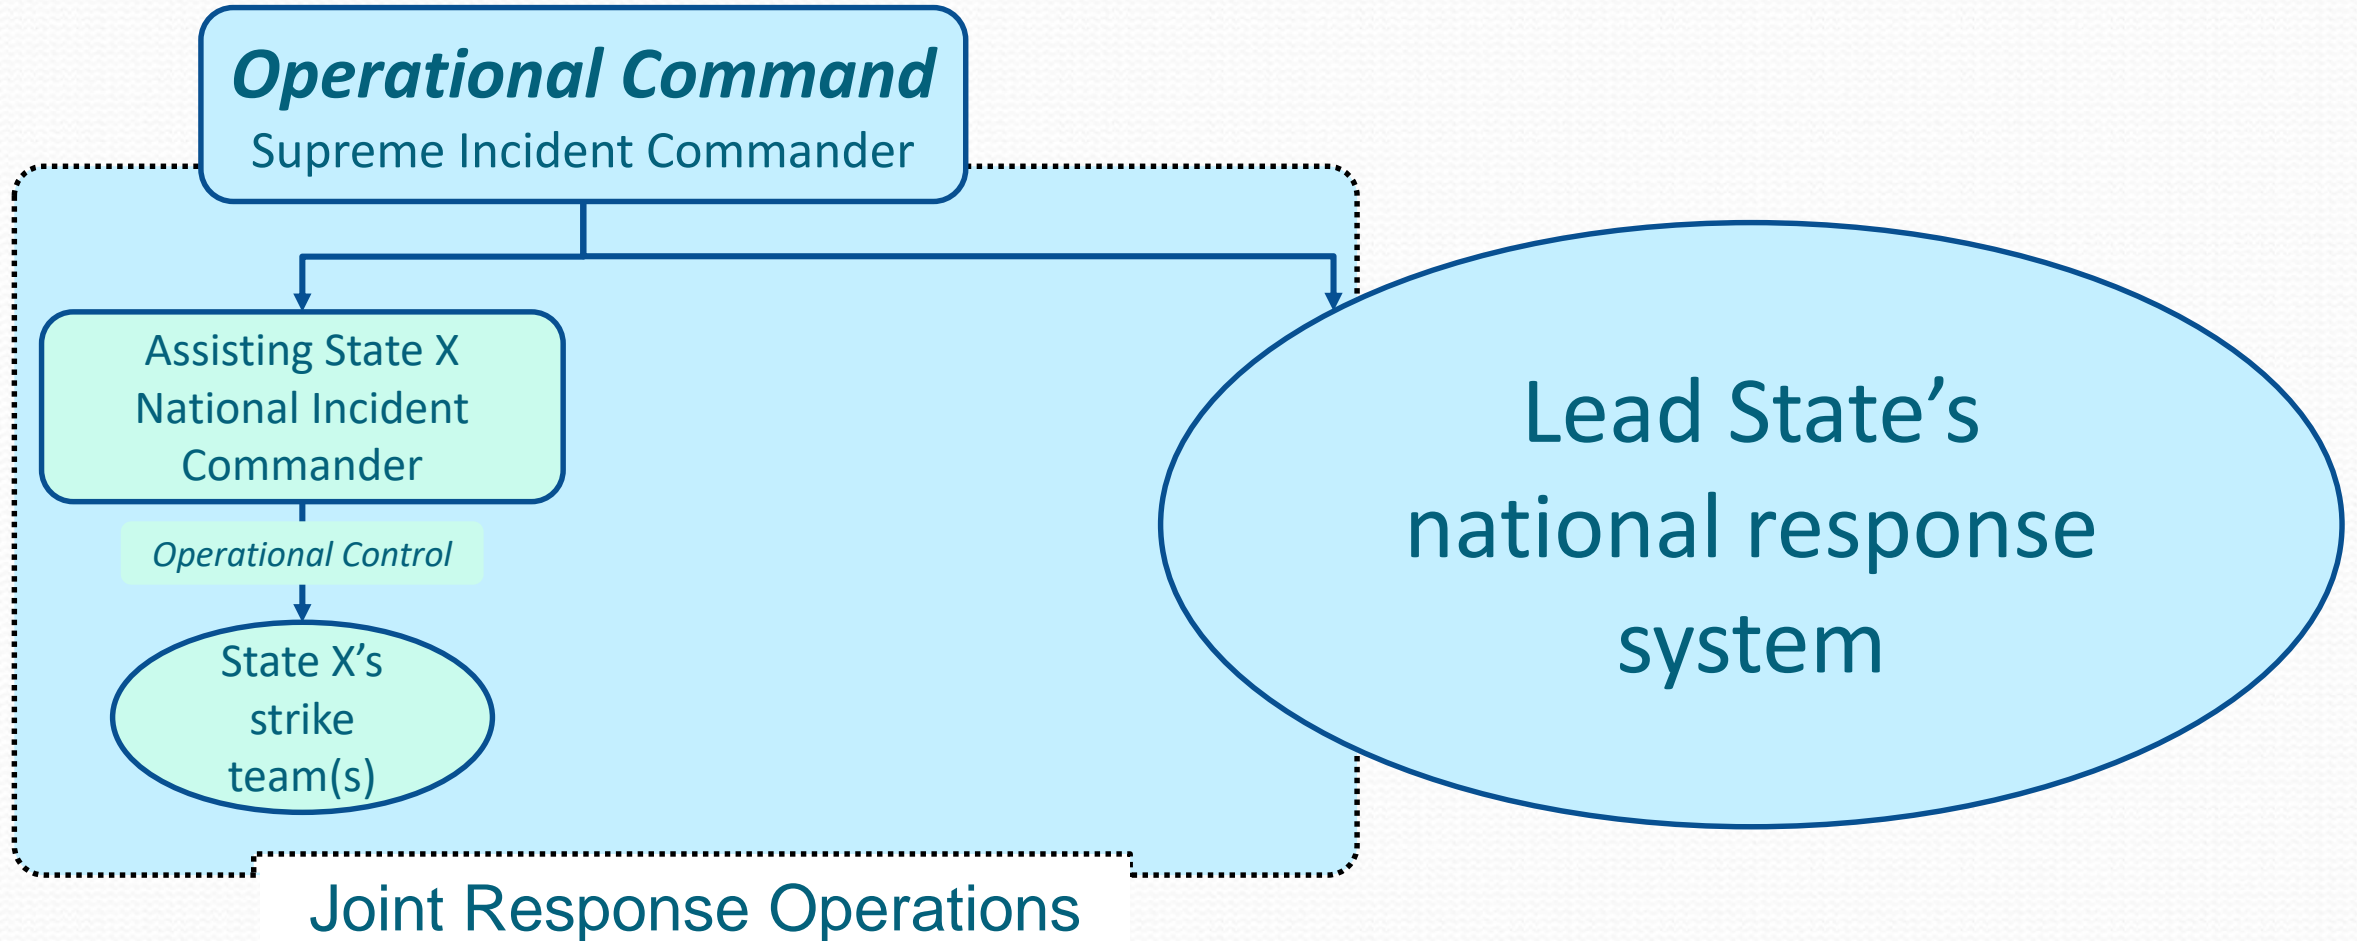 Operational Command
Supreme Incident Commander
Assisting State X
National Incident
Commander
Operational Control
State X’s
strike
team(s)
Lead State’s
national response
system
Joint Response Operations